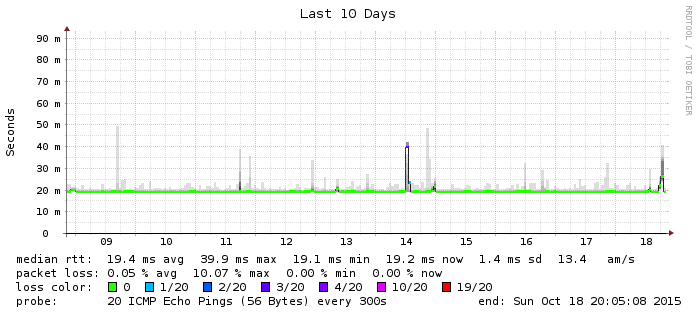 Last 10 Days
RRDTOOL / TOBI OETIKER
Seconds
90 m
80 m
70 m
60 m
50 m
40 m
30 m
20 m
10 m
0
09 10 11 12 13 14 15 16 17 18
median rtt: 19.4 ms avg 39.9 ms max 19.1 ms min 19.2 ms now 1.4 ms sd 13.4 am/s
packet loss: 0.05 % avg 10.07 % max 0.00 % min 0.00 % now
loss color: 0 1/20 2/20 3/20 4/20 10/20 19/20
probe: 20 ICMP Echo Pings (56 Bytes) every 300s end: Sun Oct 18 20:05:08 2015